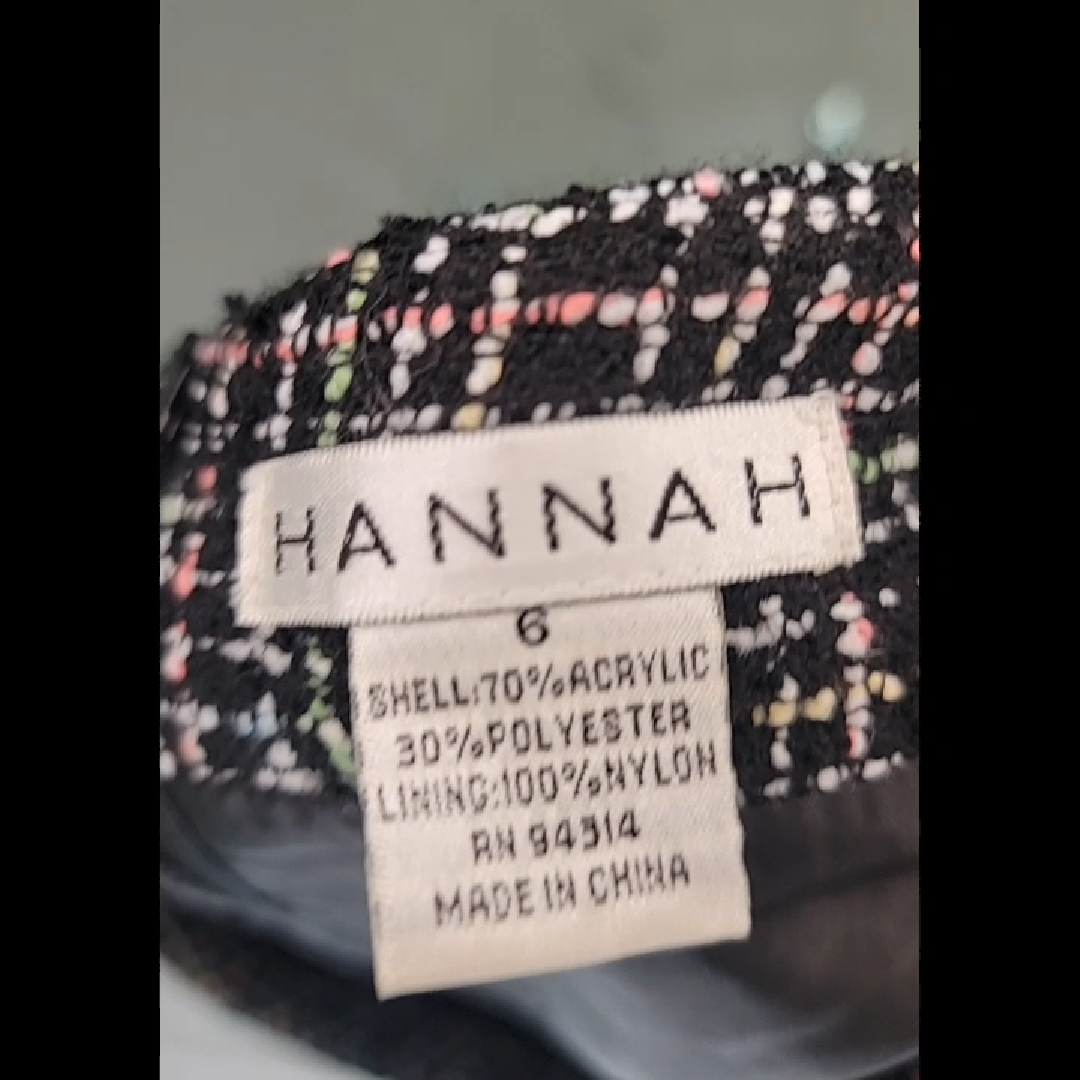 HANNAH
6
SHELL:70%ACRYLIC
30%POLYESTER
LINING:100%NYLON
RN 94314
MADE IN CHINA